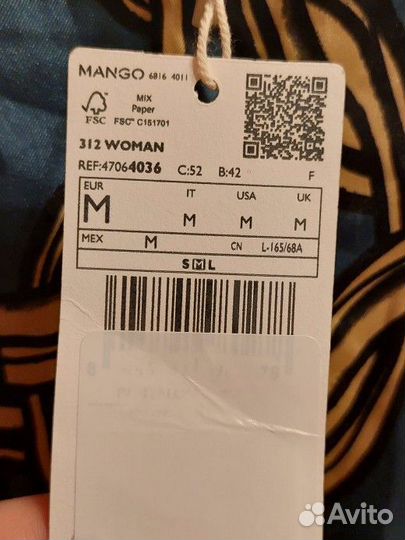 MANGO 6816 4011
MIX
Paper
FSC
FSC™ C151701
312 WOMAN
REF:47064036 C:52 B:42 F
EUR IT USA UK
M M M M
MEX M CN L-165/68A
S M L
Avito